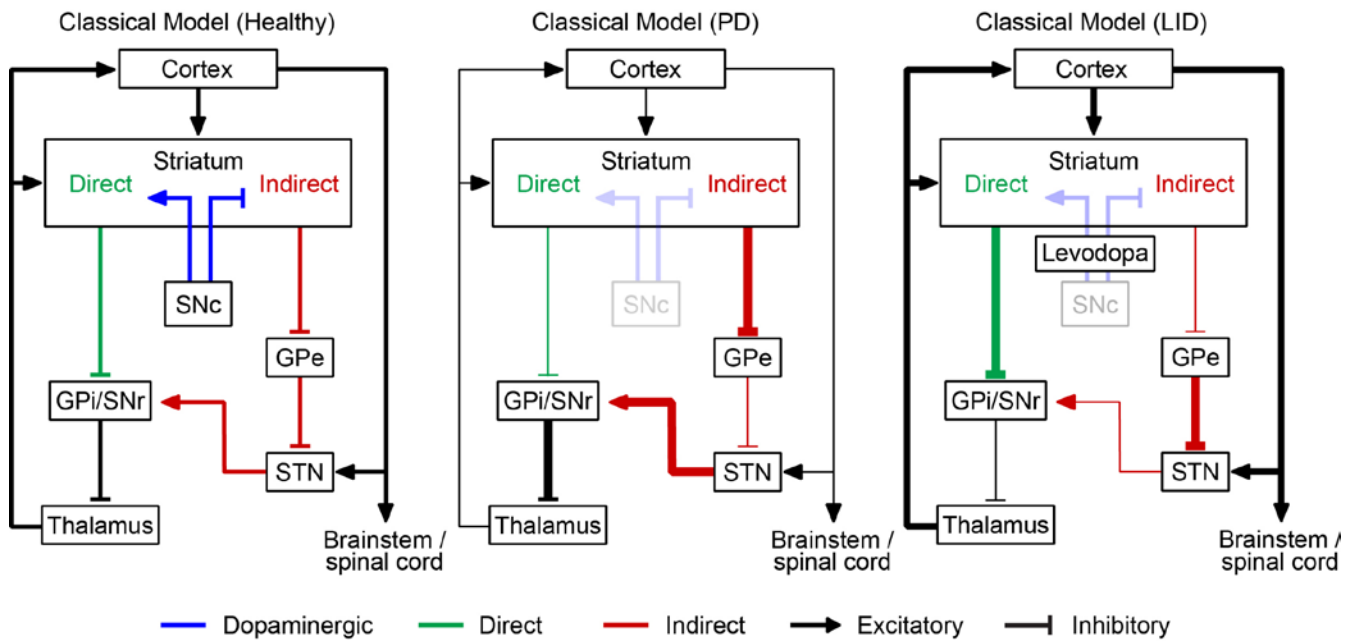 Classical Model (Healthy)
Cortex
Striatum
Direct
Indirect
SNc
GPe
GPi/SNr
STN
Thalamus
Brainstem /
spinal cord
Classical Model (PD)
Cortex
Striatum
Direct
Indirect
SNc
GPe
GPi/SNr
STN
Thalamus
Brainstem /
spinal cord
Classical Model (LID)
Cortex
Striatum
Direct
Indirect
Levodopa
SNc
GPe
GPi/SNr
STN
Thalamus
Brainstem /
spinal cord
Dopaminergic
Direct
Indirect
Excitatory
Inhibitory